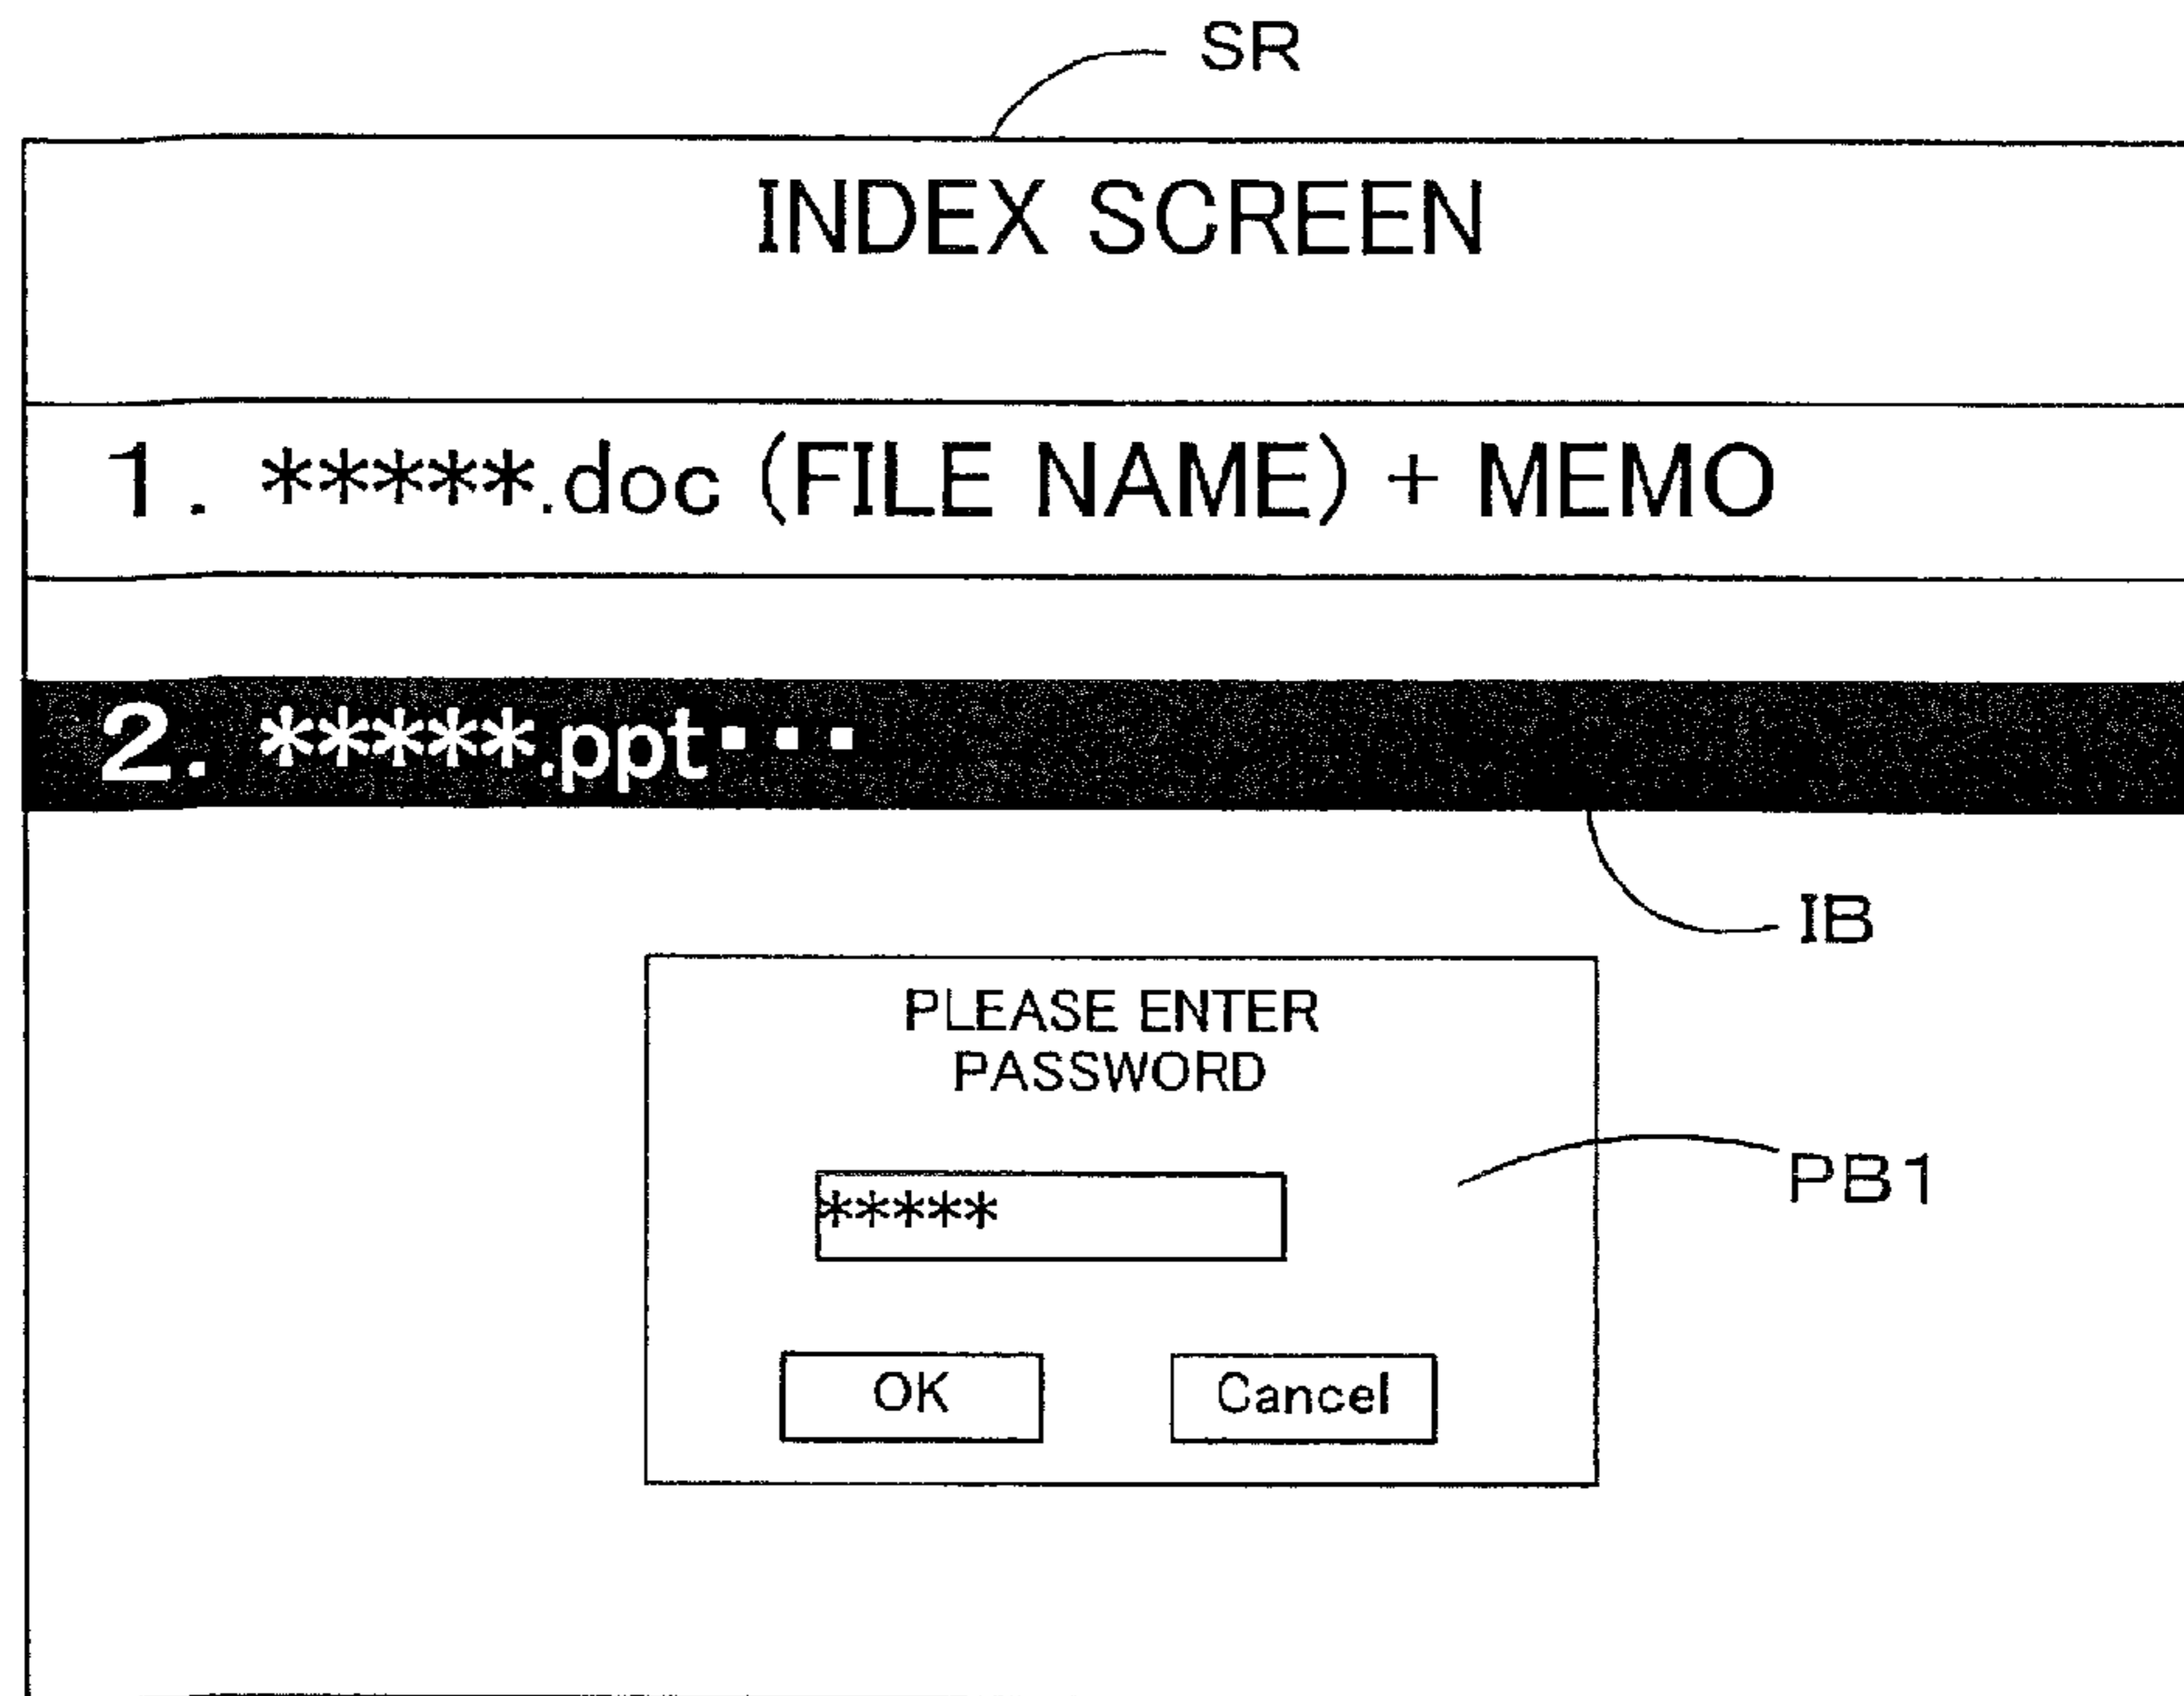 SR
INDEX SCREEN
1. *****.doc (FILE NAME) + MEMO
2. *****.ppt･･･
IB
PLEASE ENTER
PASSWORD
PB1
*****
OK Cancel